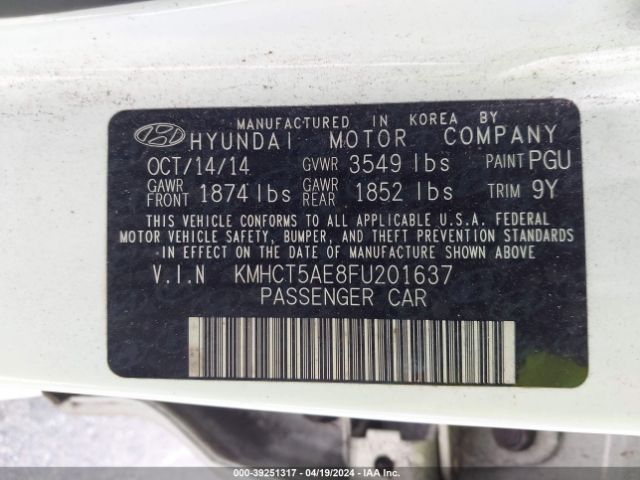 MANUFACTURED IN KOREA BY
HYUNDAI MOTOR COMPANY
OCT/14/14 GVWR 3549 lbs PAINT PGU
GAWR FRONT 1874 lbs GAWR REAR 1852 lbs TRIM 9Y
THIS VEHICLE CONFORMS TO ALL APPLICABLE U.S.A. FEDERAL
MOTOR VEHICLE SAFETY, BUMPER, AND THEFT PREVENTION
STANDARDS IN EFFECT ON THE DATE OF MANUFACTURE SHOWN ABOVE.
V.I.N KMHCT5AE8FU201637
PASSENGER CAR
000-39251317 - 04/19/2024 - IAA Inc.